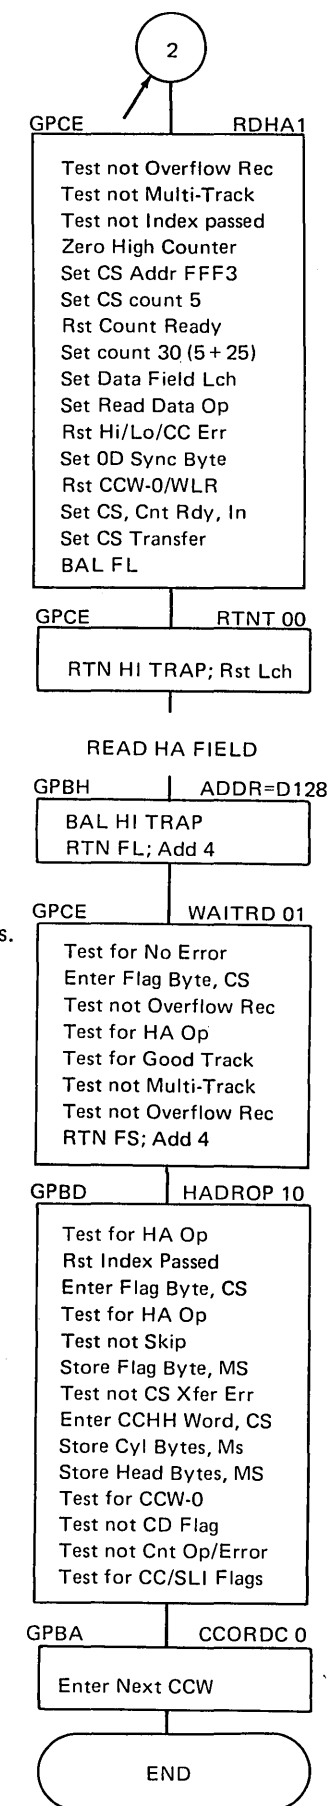 2
GPCE RDHA1
Test not Overflow Rec
Test not Multi-Track
Test not Index passed
Zero High Counter
Set CS Addr FFF3
Set CS count 5
Rst Count Ready
Set count 30 (5 + 25)
Set Data Field Lch
Set Read Data Op
Rst Hi/Lo/CC Err
Set 0D Sync Byte
Rst CCW-0/WLR
Set CS, Cnt Rdy, In
Set CS Transfer
BAL FL
GPCE RTNT 00
RTN HI TRAP; Rst Lch
READ HA FIELD
GPBH ADDR=D128
BAL HI TRAP
RTN FL; Add 4
GPCE WAITRD 01
s.
Test for No Error
Enter Flag Byte, CS
Test not Overflow Rec
Test for HA Op
Test for Good Track
Test not Multi-Track
Test not Overflow Rec
RTN FS; Add 4
GPBD HADROP 10
Test for HA Op
Rst Index Passed
Enter Flag Byte, CS
Test for HA Op
Test not Skip
Store Flag Byte, MS
Test not CS Xfer Err
Enter CCHH Word, CS
Store Cyl Bytes, Ms
Store Head Bytes, MS
Test for CCW-0
Test not CD Flag
Test not Cnt Op/Error
Test for CC/SLI Flags
GPBA CCORDC 0
Enter Next CCW
END